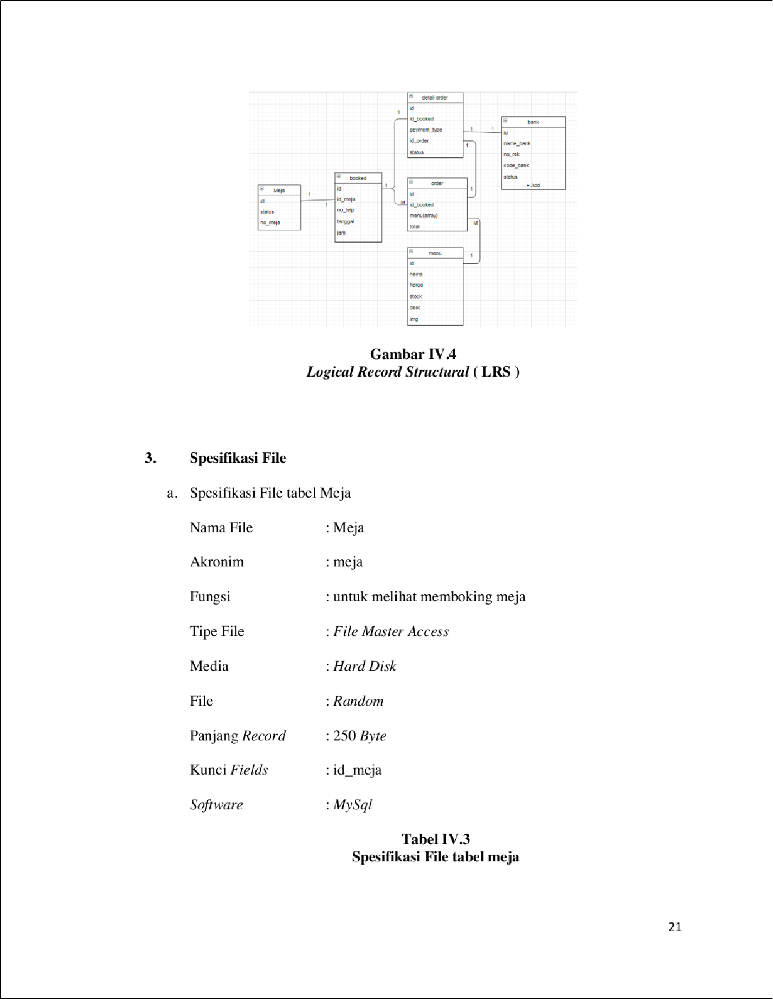 detail order
id
id_booked
payment_type
id_order
status
1
1
1
1
bank
id
name_bank
no_rek
code_bank
status
+ Add
Meja
id
status
no_meja
1
1
booked
id
id_meja
no_telp
tanggal
jam
1
M
order
id
id_booked
menu(array)
total
1
M
menu
id
nama
harga
stock
desc
img
1
Gambar IV.4
Logical Record Structural ( LRS )
3. Spesifikasi File
a. Spesifikasi File tabel Meja
Nama File : Meja
Akronim : meja
Fungsi : untuk melihat memboking meja
Tipe File : File Master Access
Media : Hard Disk
File : Random
Panjang Record : 250 Byte
Kunci Fields : id_meja
Software : MySql
Tabel IV.3
Spesifikasi File tabel meja
21